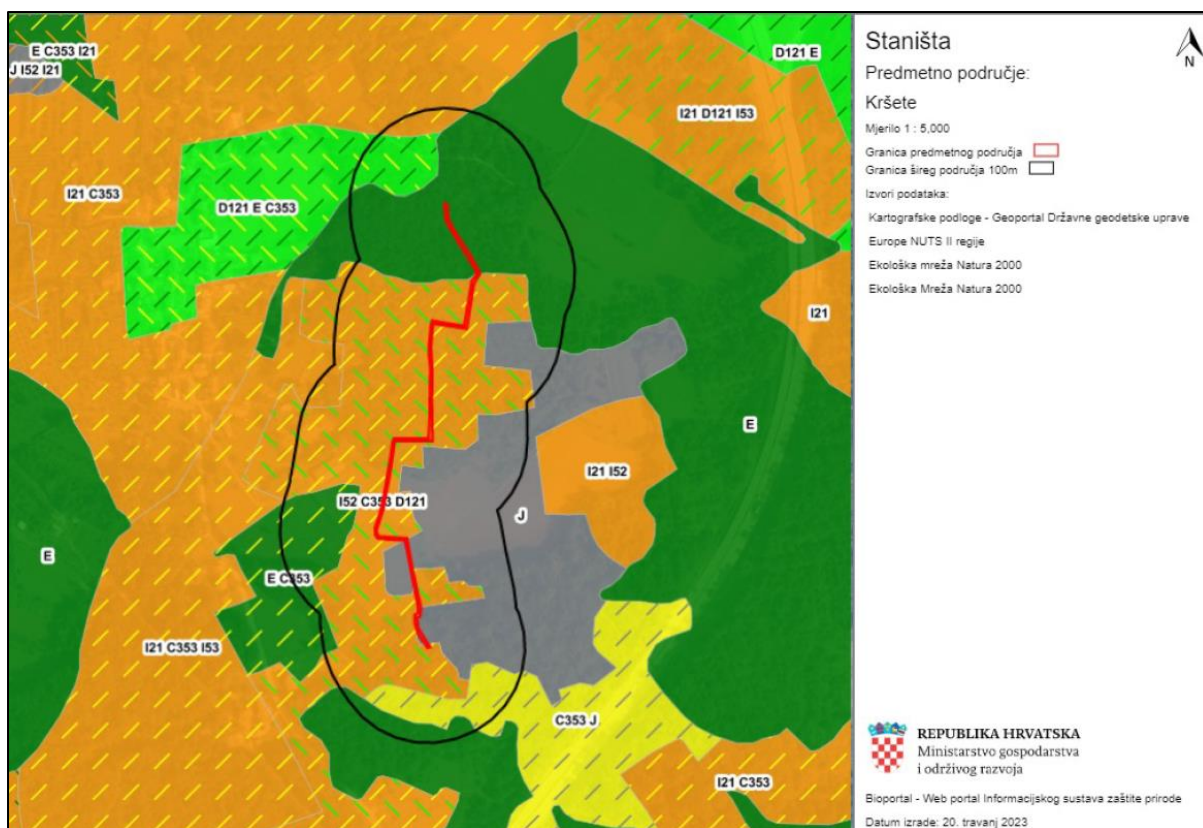 E C353 I21
J I52 I21
D121 E
I21 D121 I53
I21 C353
D121 E C353
I21
E
I21 I52
I52 C353 D121
J
E
E C353
I21 C353 I53
C353 J
I21 C353
Staništa
N
Predmetno područje:
Kršete
Mjerilo 1 : 5,000
Granica predmetnog područja
Granica šireg područja 100m
Izvori podataka:
Kartografske podloge - Geoportal Državne geodetske uprave
Europe NUTS II regije
Ekološka mreža Natura 2000
Ekološka Mreža Natura 2000
REPUBLIKA HRVATSKA
Ministarstvo gospodarstva
i održivog razvoja
Bioportal - Web portal Informacijskog sustava zaštite prirode
Datum izrade: 20. travanj 2023